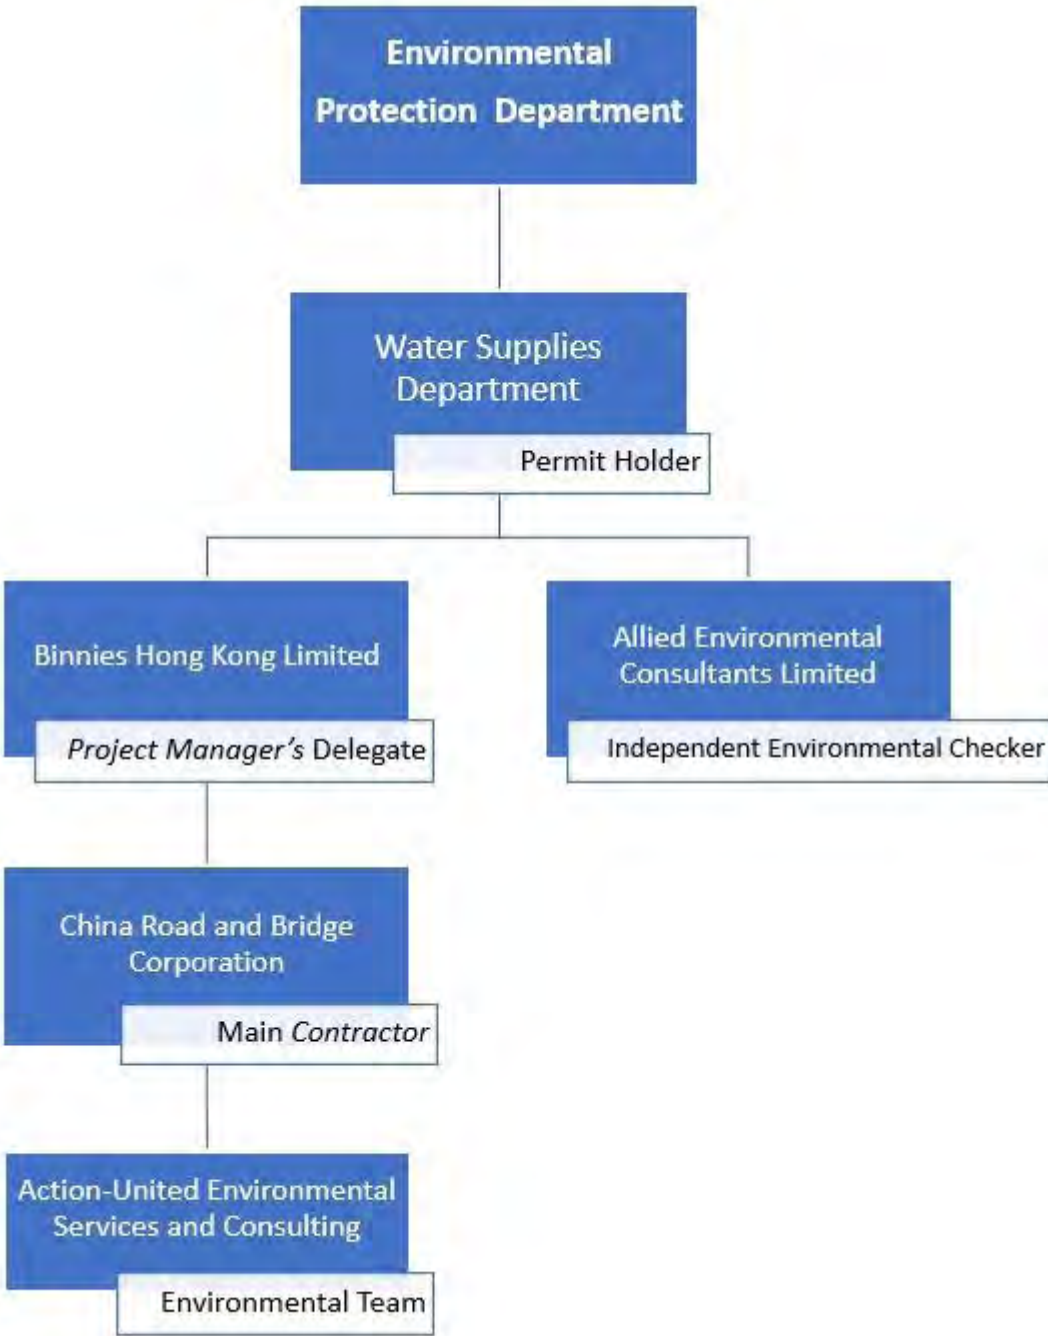 Environmental
Protection Department
Water Supplies
Department
Permit Holder
Binnies Hong Kong Limited
Project Manager's Delegate
Allied Environmental
Consultants Limited
Independent Environmental Checker
China Road and Bridge
Corporation
Main Contractor
Action-United Environmental
Services and Consulting
Environmental Team